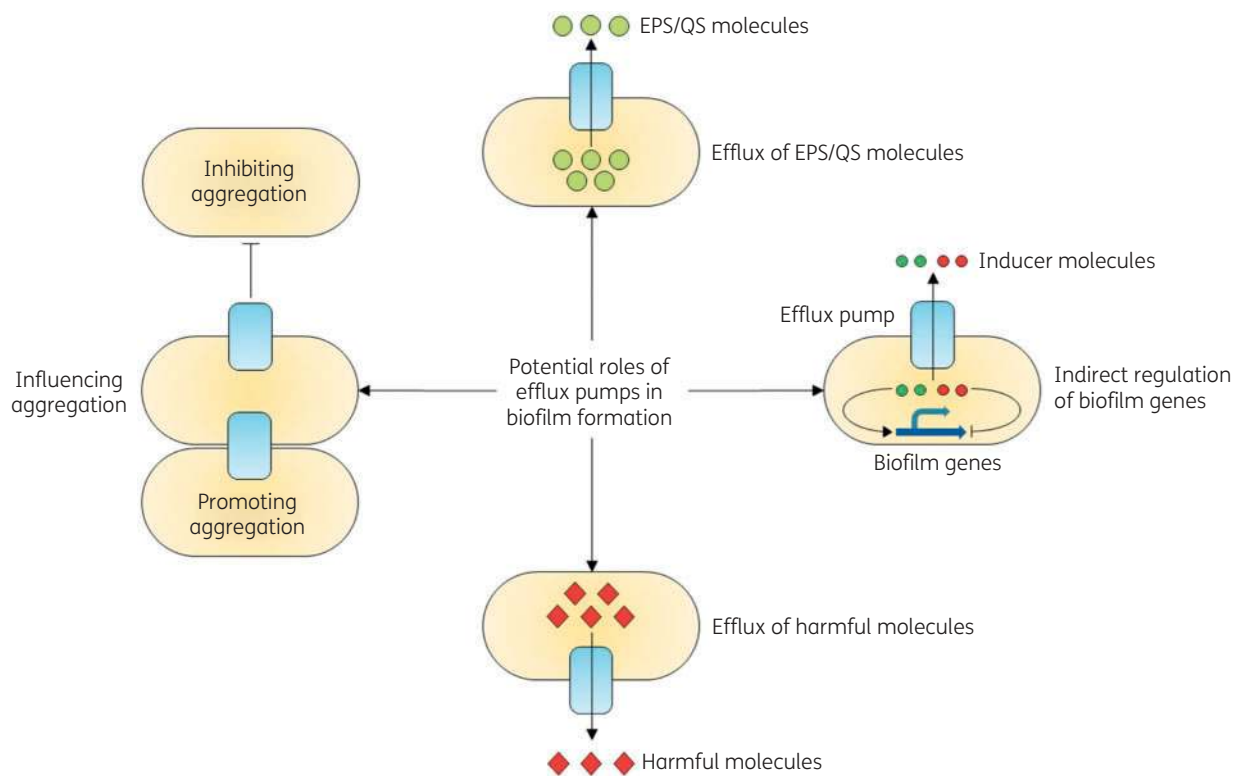 EPS/QS molecules
Efflux of EPS/QS molecules
Inhibiting
aggregation
Inducer molecules
Efflux pump
Indirect regulation
of biofilm genes
Biofilm genes
Potential roles of
efflux pumps in
biofilm formation
Influencing
aggregation
Promoting
aggregation
Efflux of harmful molecules
Harmful molecules